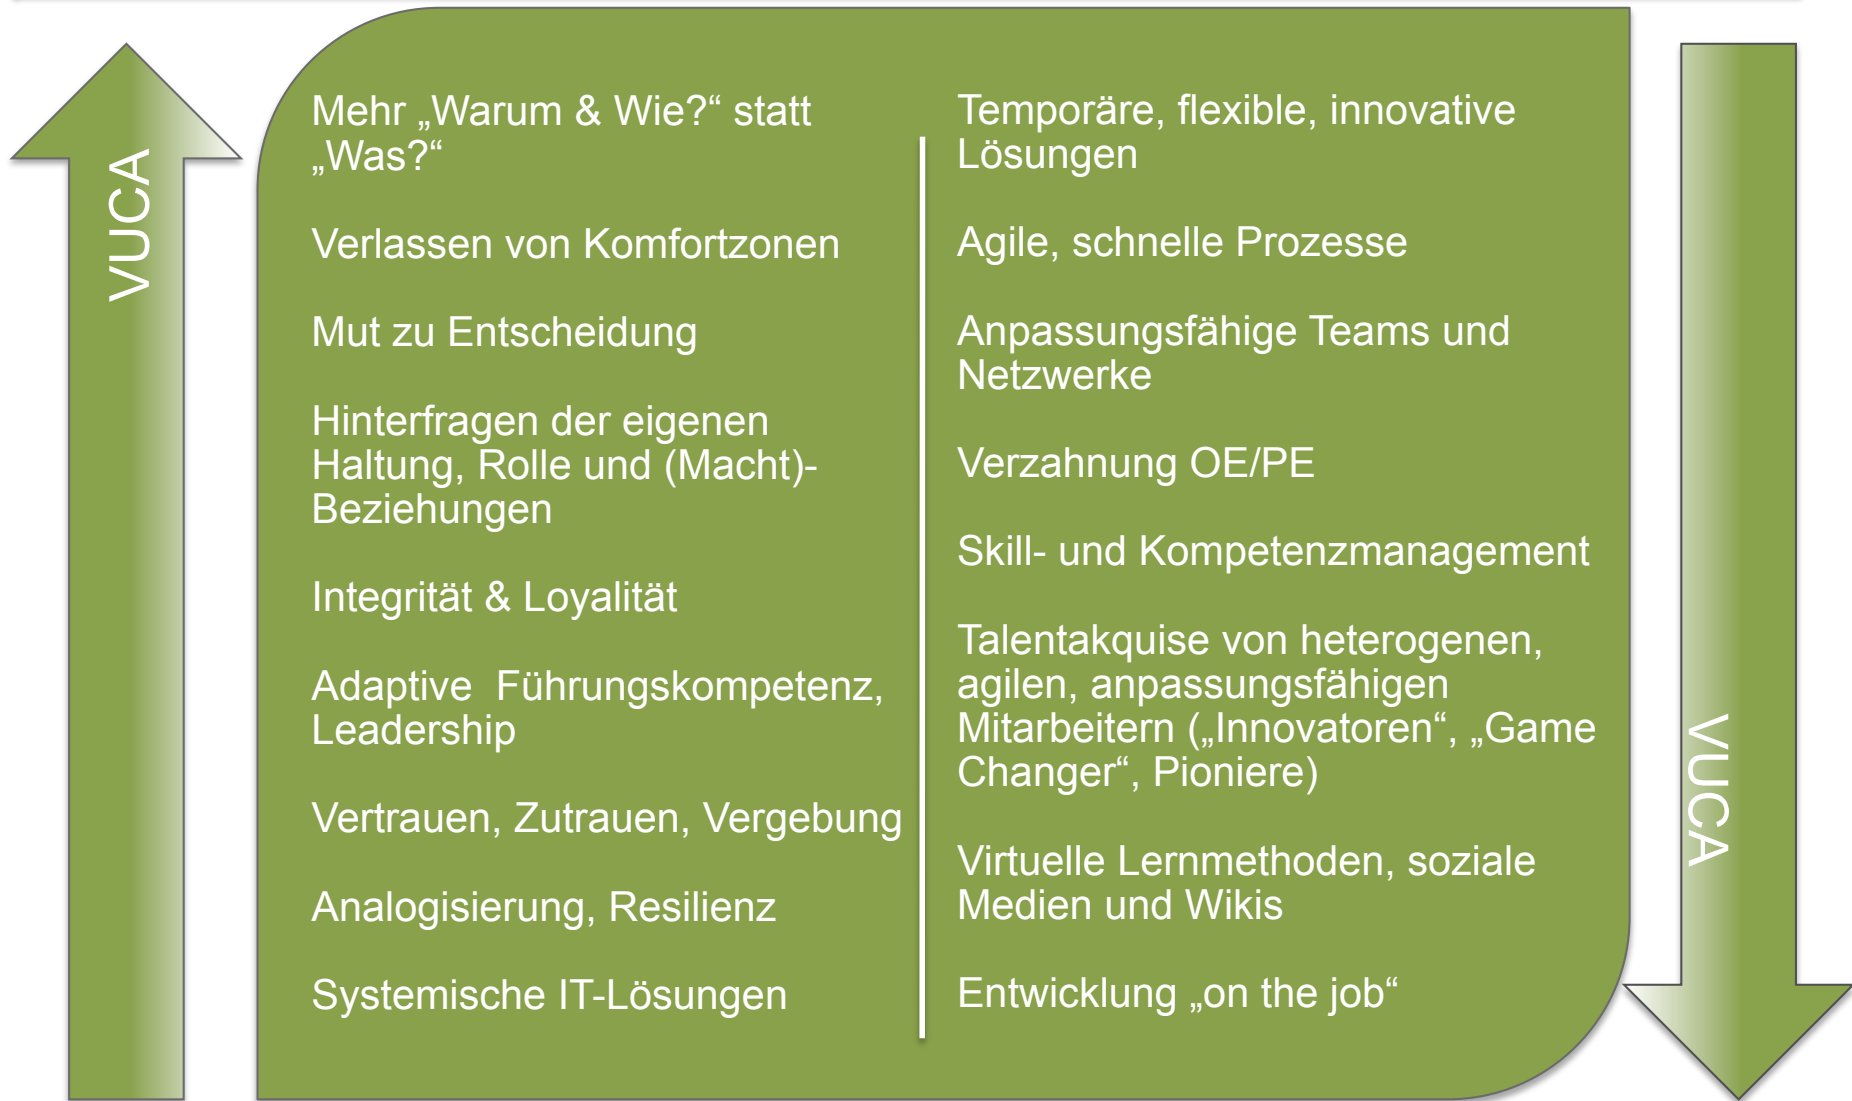 VUCA
Mehr „Warum & Wie?“ statt
„Was?“
Verlassen von Komfortzonen
Mut zu Entscheidung
Hinterfragen der eigenen
Haltung, Rolle und (Macht)-
Beziehungen
Integrität & Loyalität
Adaptive  Führungskompetenz,
Leadership
Vertrauen, Zutrauen, Vergebung
Analogisierung, Resilienz
Systemische IT-Lösungen
Temporäre, flexible, innovative
Lösungen
Agile, schnelle Prozesse
Anpassungsfähige Teams und
Netzwerke
Verzahnung OE/PE
Skill- und Kompetenzmanagement
Talentakquise von heterogenen,
agilen, anpassungsfähigen
Mitarbeitern („Innovatoren“, „Game
Changer“, Pioniere)
Virtuelle Lernmethoden, soziale
Medien und Wikis
Entwicklung „on the job“
VUCA